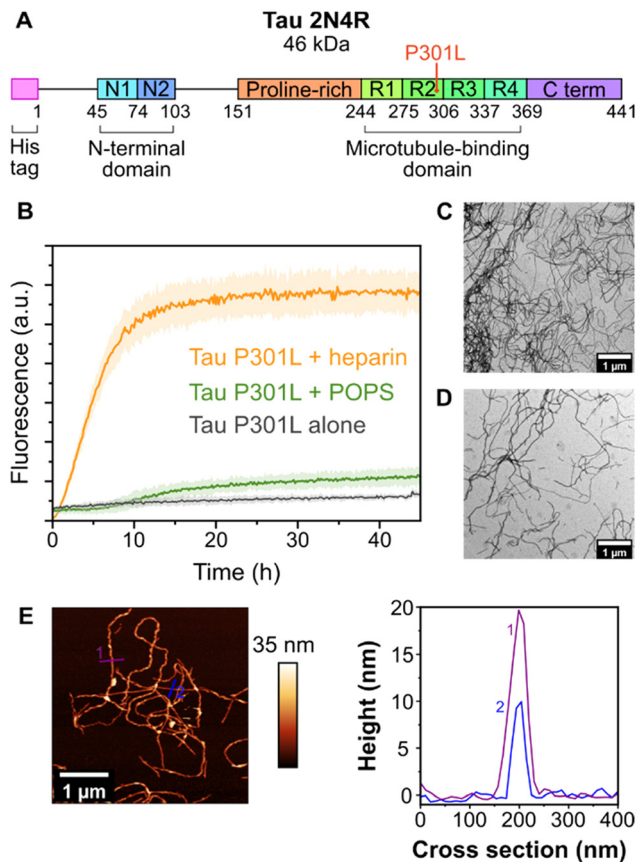 A
Tau 2N4R
46 kDa
P301L
N1 N2 Proline-rich R1 R2 R3 R4 C term
1 45 74 103 151 244 275 306 337 369 441
His tag
N-terminal domain
Microtubule-binding domain
B
Fluorescence (a.u.)
Tau P301L + heparin
Tau P301L + POPS
Tau P301L alone
0 10 20 30 40
Time (h)
C
1 µm
D
1 µm
E
1
2
35 nm
1 µm
Height (nm)
20
15
10
5
0
1
2
0 100 200 300 400
Cross section (nm)